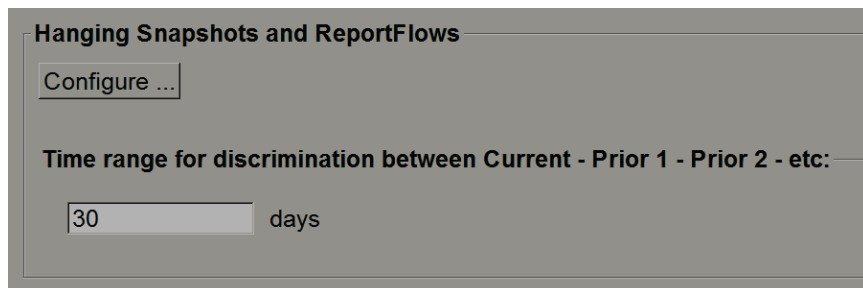 Hanging Snapshots and ReportFlows
Configure ...
Time range for discrimination between Current - Prior 1 - Prior 2 - etc:
30 days